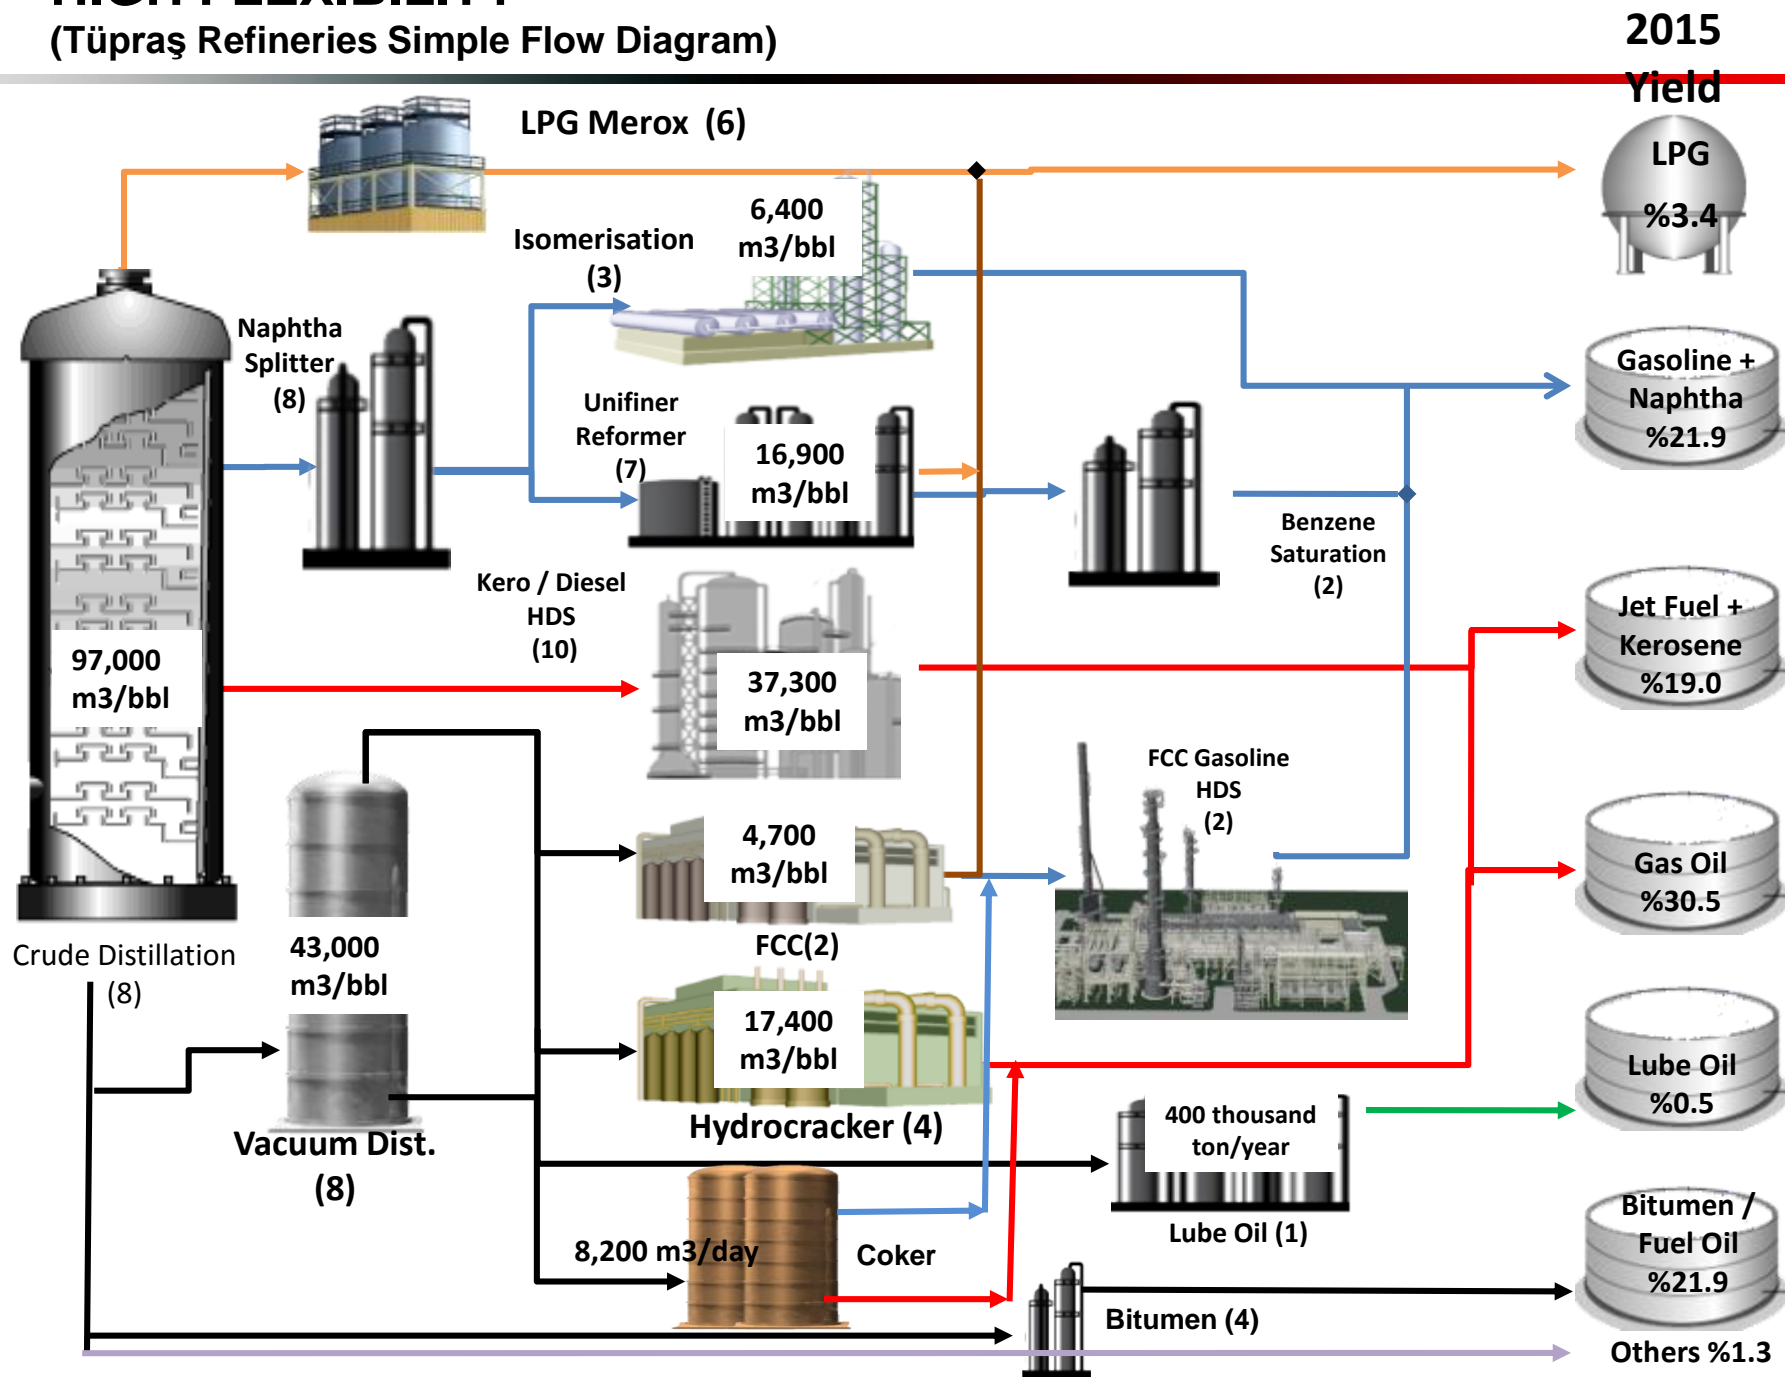 HIGH FLEXIBILITY
(Tüpraş Refineries Simple Flow Diagram)
2015
Yield
LPG Merox (6)
LPG
%3.4
6,400
m3/bbl
Isomerisation
(3)
Naphtha
Splitter
(8)
Gasoline +
Naphtha
%21.9
Unifiner
Reformer
(7)
16,900
m3/bbl
Benzene
Saturation
(2)
Kero / Diesel
HDS
(10)
Jet Fuel +
Kerosene
%19.0
97,000
m3/bbl
37,300
m3/bbl
FCC Gasoline
HDS
(2)
4,700
m3/bbl
FCC(2)
Gas Oil
%30.5
Crude Distillation
(8)
43,000
m3/bbl
17,400
m3/bbl
Hydrocracker (4)
Lube Oil
%0.5
Vacuum Dist.
(8)
400 thousand
ton/year
Lube Oil (1)
8,200 m3/day
Coker
Bitumen /
Fuel Oil
%21.9
Bitumen (4)
Others %1.3